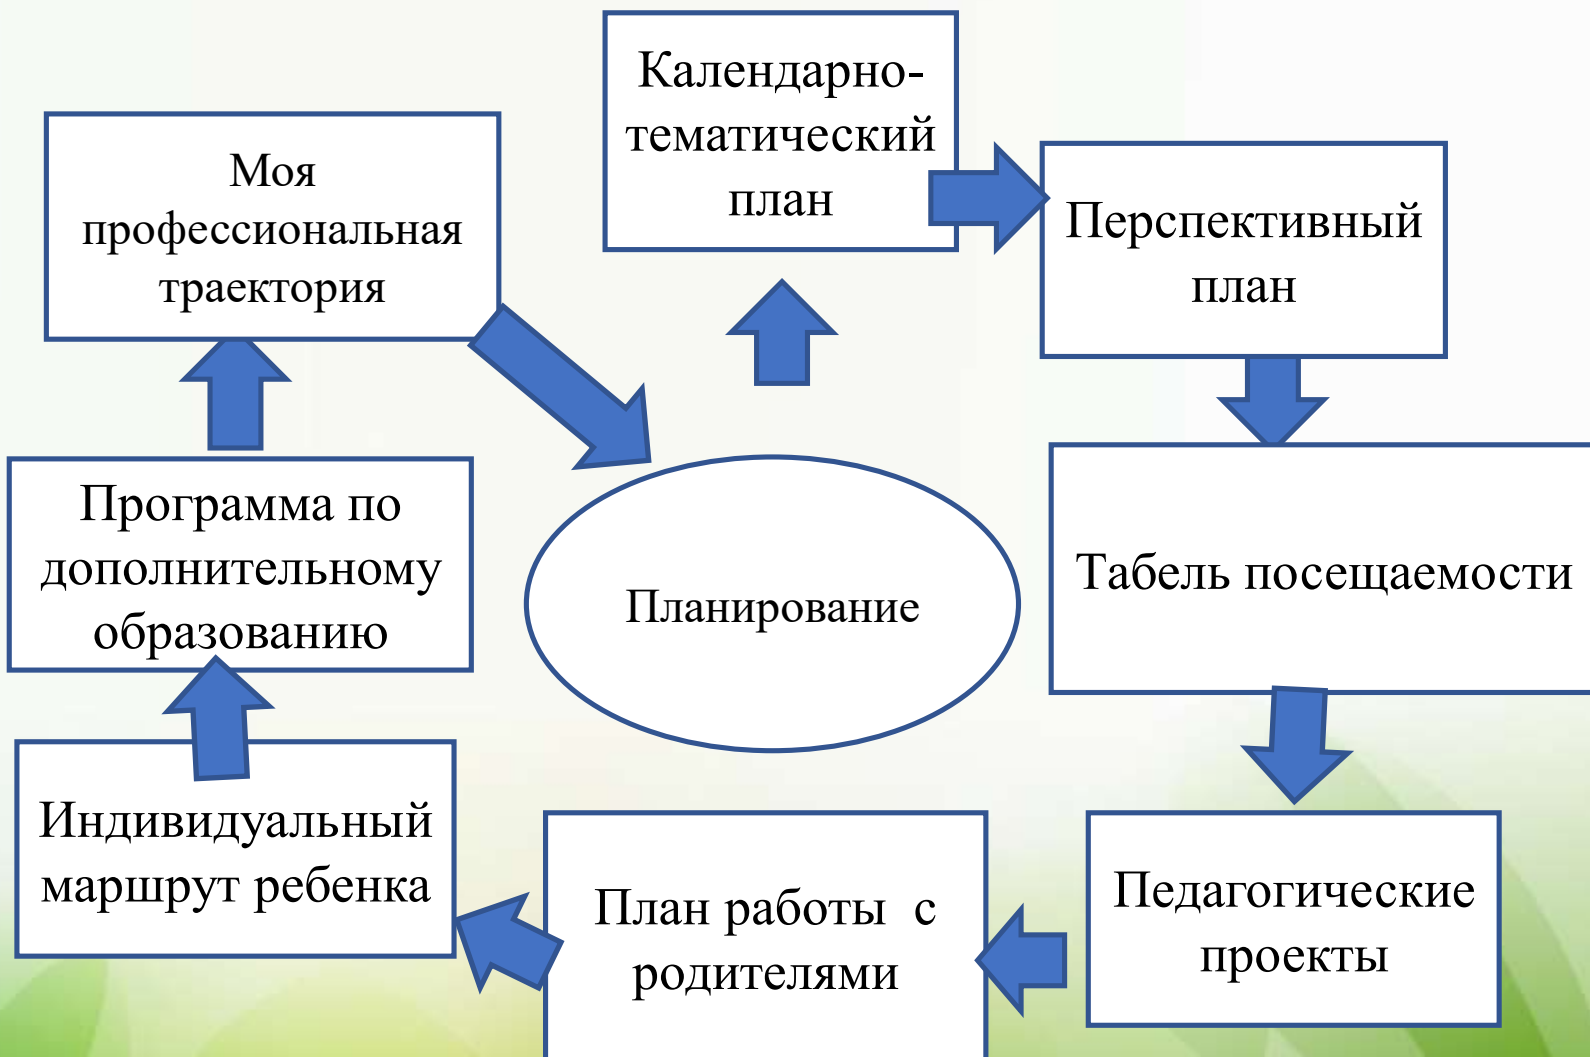 Календарно-
тематический
план
Моя
профессиональная
траектория
Перспективный
план
Программа по
дополнительному
образованию
Планирование
Табель посещаемости
Индивидуальный
маршрут ребенка
План работы  с
родителями
Педагогические
проекты